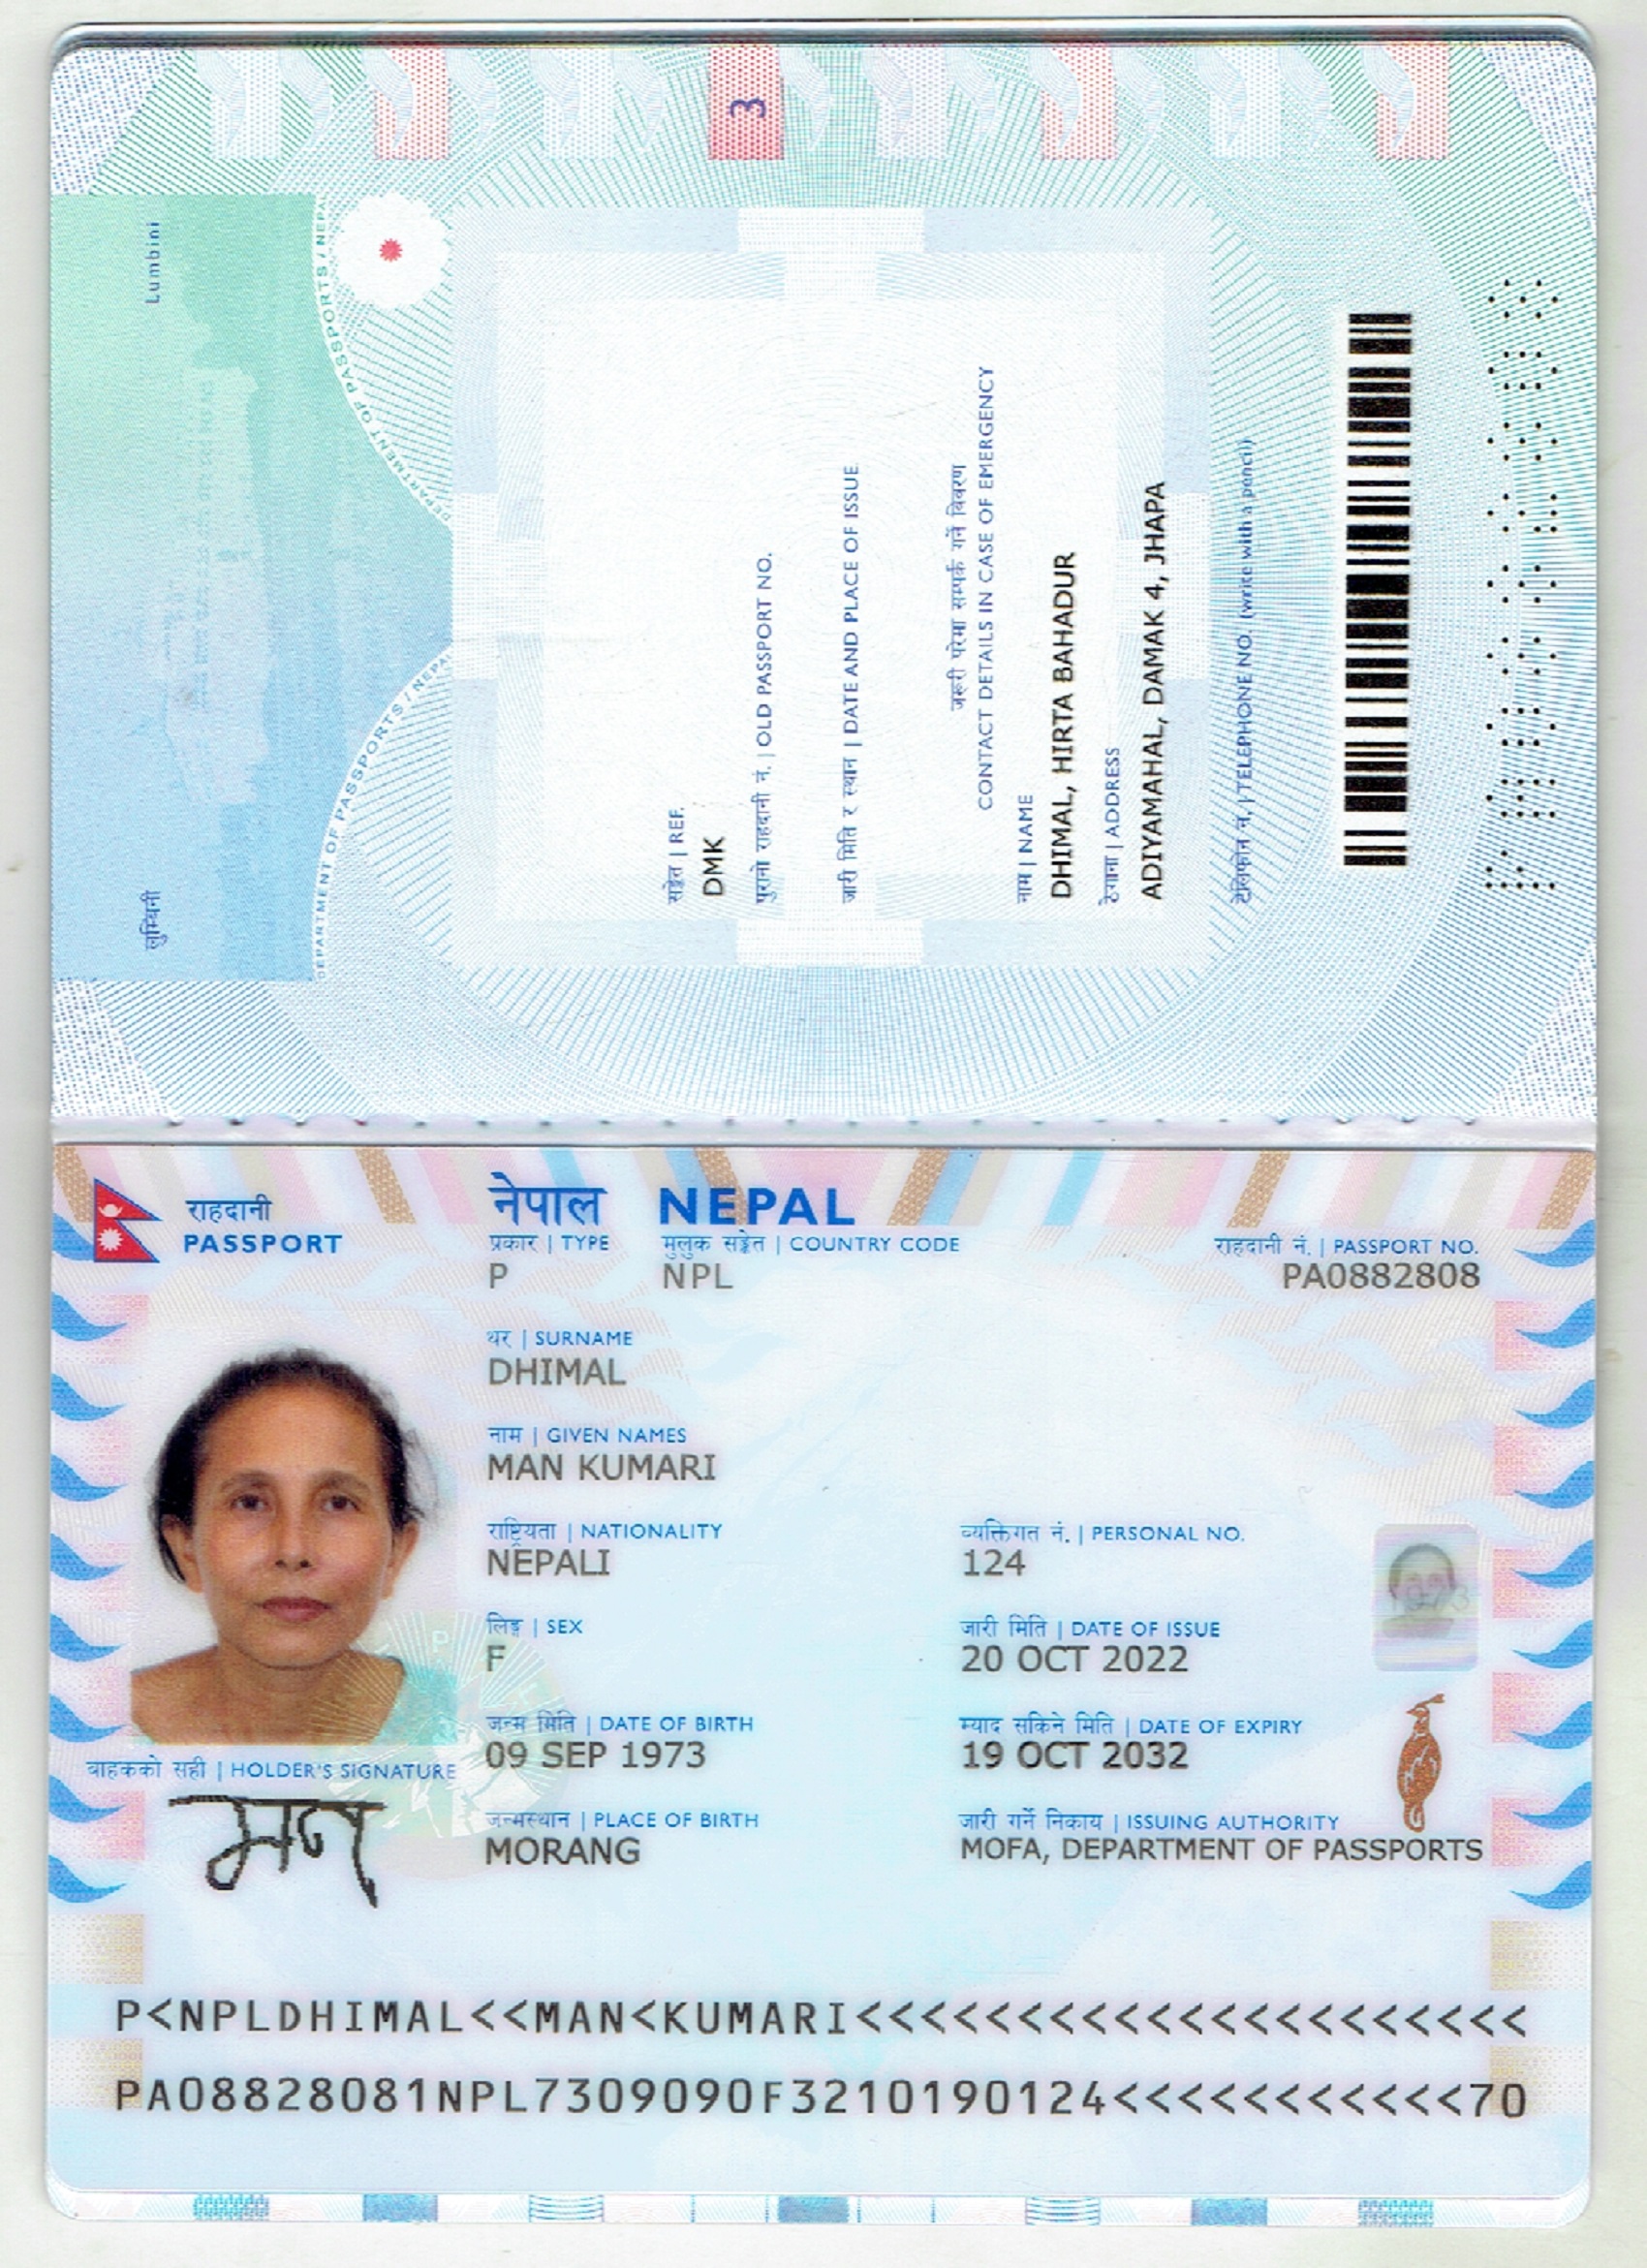 3
Lumbini
लुम्बिनी
DEPARTMENT OF PASSPORTS / NEPAL
DEPARTMENT OF PASSPORTS / NEPAL
सङ्केत | REF.
DMK
पुरानो राहदानी नं. | OLD PASSPORT NO.
जारी मिति र स्थान | DATE AND PLACE OF ISSUE
जरूरी परेमा सम्पर्क गर्ने विवरण
CONTACT DETAILS IN CASE OF EMERGENCY
नाम | NAME
DHIMAL, HIRTA BAHADUR
ठेगाना | ADDRESS
ADIYAMAHAL, DAMAK 4, JHAPA
टेलिफोन नं. | TELEPHONE NO. (write with a pencil)
राहदानी
PASSPORT
नेपाल NEPAL
प्रकार | TYPE मुलुक सङ्केत | COUNTRY CODE राहदानी नं. | PASSPORT NO.
P NPL PA0882808
थर | SURNAME
DHIMAL
नाम | GIVEN NAMES
MAN KUMARI
राष्ट्रियता | NATIONALITY व्यक्तिगत नं. | PERSONAL NO.
NEPALI 124
लिङ्ग | SEX जारी मिति | DATE OF ISSUE
F 20 OCT 2022
जन्म मिति | DATE OF BIRTH म्याद सकिने मिति | DATE OF EXPIRY
09 SEP 1973 19 OCT 2032
बाहकको सही | HOLDER'S SIGNATURE
मन
जन्मस्थान | PLACE OF BIRTH जारी गर्ने निकाय | ISSUING AUTHORITY
MORANG MOFA, DEPARTMENT OF PASSPORTS
P<NPLDHIMAL<<MAN<KUMARI<<<<<<<<<<<<<<<<<<<<<
PA08828081NPL7309090F3210190124<<<<<<<<<<<70